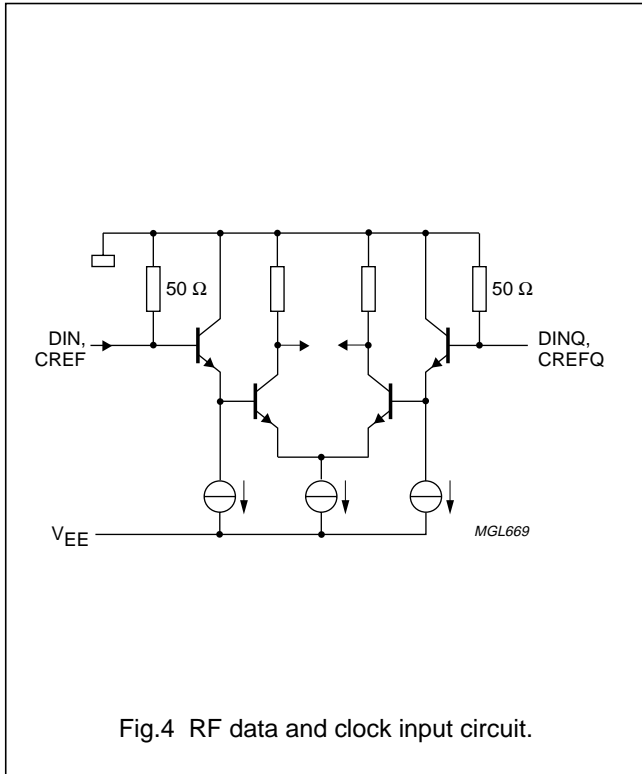 50 Ω
50 Ω
DIN,
CREF
DINQ,
CREFQ
VEE
MGL669
Fig.4 RF data and clock input circuit.